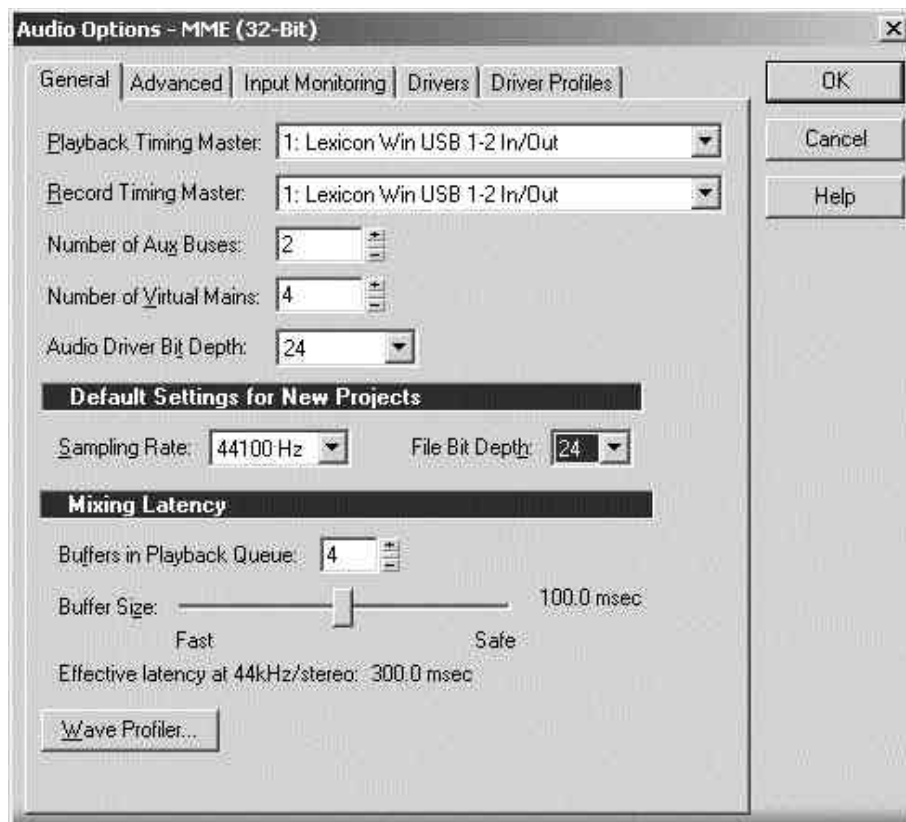 Audio Options - MME (32-Bit)
General Advanced Input Monitoring Drivers Driver Profiles
OK
Cancel
Help
Playback Timing Master: 1: Lexicon Win USB 1-2 In/Out
Record Timing Master: 1: Lexicon Win USB 1-2 In/Out
Number of Aux Buses: 2
Number of Virtual Mains: 4
Audio Driver Bit Depth: 24
Default Settings for New Projects
Sampling Rate: 44100 Hz File Bit Depth: 24
Mixing Latency
Buffers in Playback Queue: 4
Buffer Size: 100.0 msec
Fast Safe
Effective latency at 44kHz/stereo: 300.0 msec
Wave Profiler...